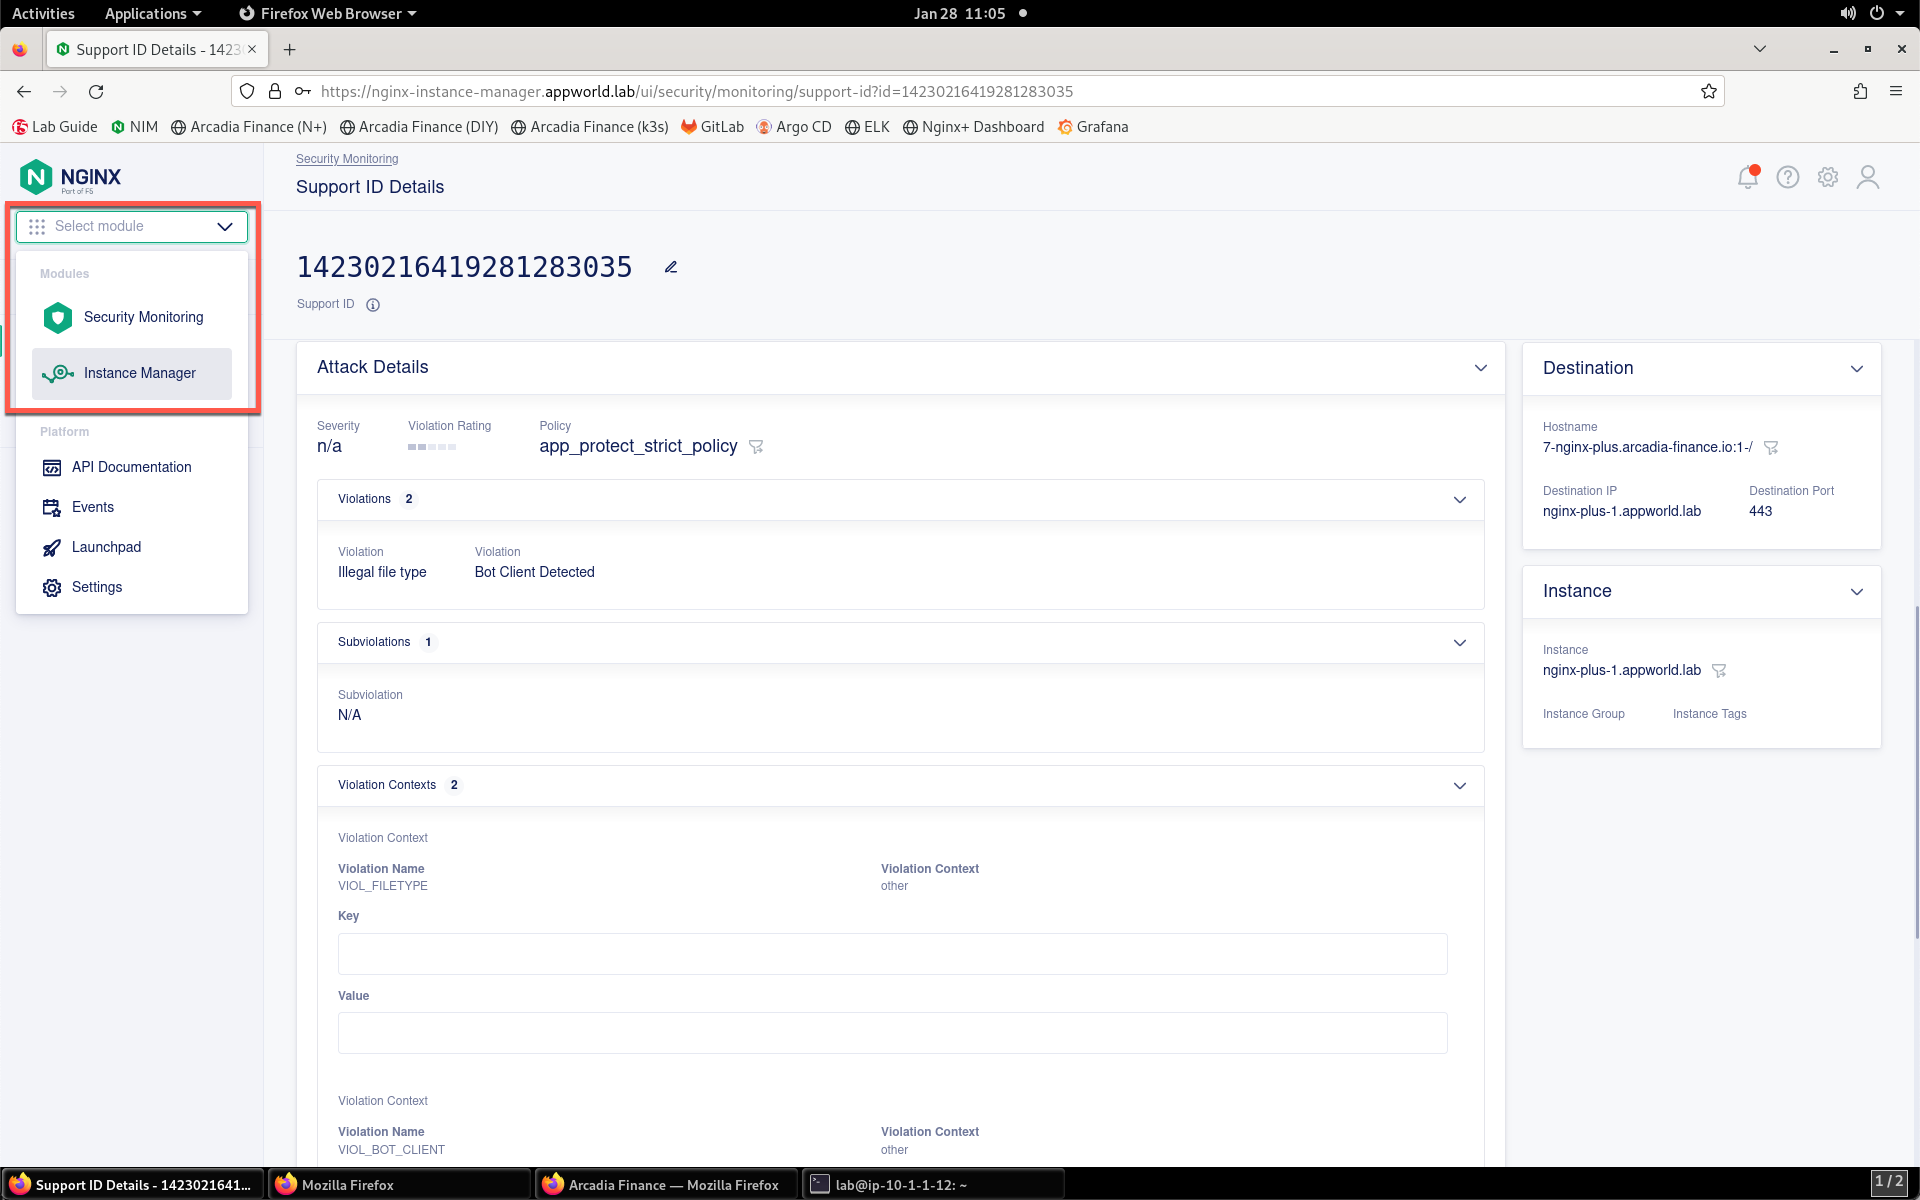 Activities Applications Firefox Web Browser Jan 28 11:05
Support ID Details - 1423
https://nginx-instance-manager.appworld.lab/ui/security/monitoring/support-id?id=14230216419281283035
Lab Guide NIM Arcadia Finance (N+) Arcadia Finance (DIY) Arcadia Finance (k3s) GitLab Argo CD ELK Nginx+ Dashboard Grafana
NGINX
Part of F5
Security Monitoring
Support ID Details
Select module
Modules
Security Monitoring
Instance Manager
Platform
API Documentation
Events
Launchpad
Settings
14230216419281283035
Support ID
Attack Details
Severity Violation Rating Policy
n/a app_protect_strict_policy
Violations 2
Violation Violation
Illegal file type Bot Client Detected
Subviolations 1
Subviolation
N/A
Violation Contexts 2
Violation Context
Violation Name Violation Context
VIOL_FILETYPE other
Key
Value
Violation Context
Violation Name Violation Context
VIOL_BOT_CLIENT other
Destination
Hostname
7-nginx-plus.arcadia-finance.io:1-/
Destination IP Destination Port
nginx-plus-1.appworld.lab 443
Instance
Instance
nginx-plus-1.appworld.lab
Instance Group Instance Tags
Support ID Details - 1423021641... Mozilla Firefox Arcadia Finance — Mozilla Firefox lab@ip-10-1-1-12: ~ 1 / 2